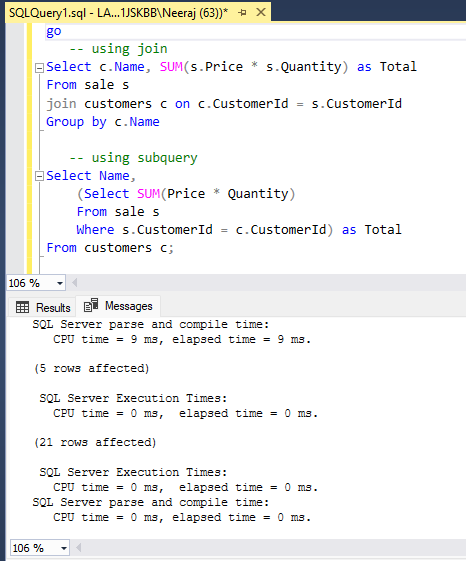 SQLQuery1.sql - LA...1JSKBB\Neeraj (63))*
go
-- using join
Select c.Name, SUM(s.Price * s.Quantity) as Total
From sale s
join customers c on c.CustomerId = s.CustomerId
Group by c.Name
-- using subquery
Select Name,
(Select SUM(Price * Quantity)
From sale s
Where s.CustomerId = c.CustomerId) as Total
From customers c;
106 %
Results Messages
SQL Server parse and compile time:
CPU time = 9 ms, elapsed time = 9 ms.
(5 rows affected)
SQL Server Execution Times:
CPU time = 0 ms,  elapsed time = 0 ms.
(21 rows affected)
SQL Server Execution Times:
CPU time = 0 ms,  elapsed time = 0 ms.
SQL Server parse and compile time:
CPU time = 0 ms, elapsed time = 0 ms.
106 %